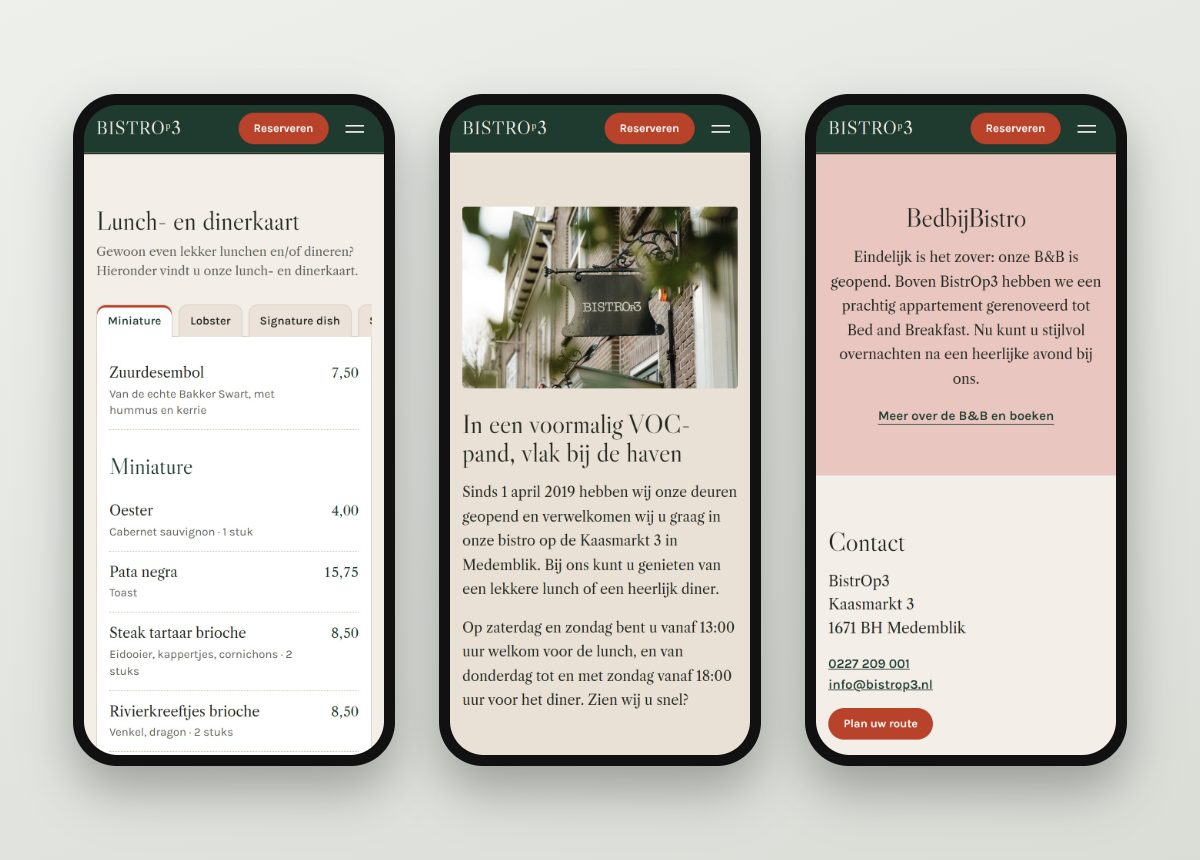 BISTROP3
Reserveren
Lunch- en dinerkaart
Gewoon even lekker lunchen en/of dineren?
Hieronder vindt u onze lunch- en dinerkaart.
Miniature
Lobster
Signature dish
S
Zuurdesembol 7,50
Van de echte Bakker Swart, met
hummus en kerrie
Miniature
Oester 4,00
Cabernet sauvignon · 1 stuk
Pata negra 15,75
Toast
Steak tartaar brioche 8,50
Eidooier, kappertjes, cornichons · 2
stuks
Rivierkreeftjes brioche 8,50
Venkel, dragon · 2 stuks
BISTROP3
Reserveren
BISTROP3
In een voormalig VOC-
pand, vlak bij de haven
Sinds 1 april 2019 hebben wij onze deuren
geopend en verwelkomen wij u graag in
onze bistro op de Kaasmarkt 3 in
Medemblik. Bij ons kunt u genieten van
een lekkere lunch of een heerlijk diner.
Op zaterdag en zondag bent u vanaf 13:00
uur welkom voor de lunch, en van
donderdag tot en met zondag vanaf 18:00
uur voor het diner. Zien wij u snel?
BISTROP3
Reserveren
BedbijBistro
Eindelijk is het zover: onze B&B is
geopend. Boven BistrOp3 hebben we een
prachtig appartement gerenoveerd tot
Bed and Breakfast. Nu kunt u stijlvol
overnachten na een heerlijke avond bij
ons.
Meer over de B&B en boeken
Contact
BistrOp3
Kaasmarkt 3
1671 BH Medemblik
0227 209 001
info@bistrop3.nl
Plan uw route